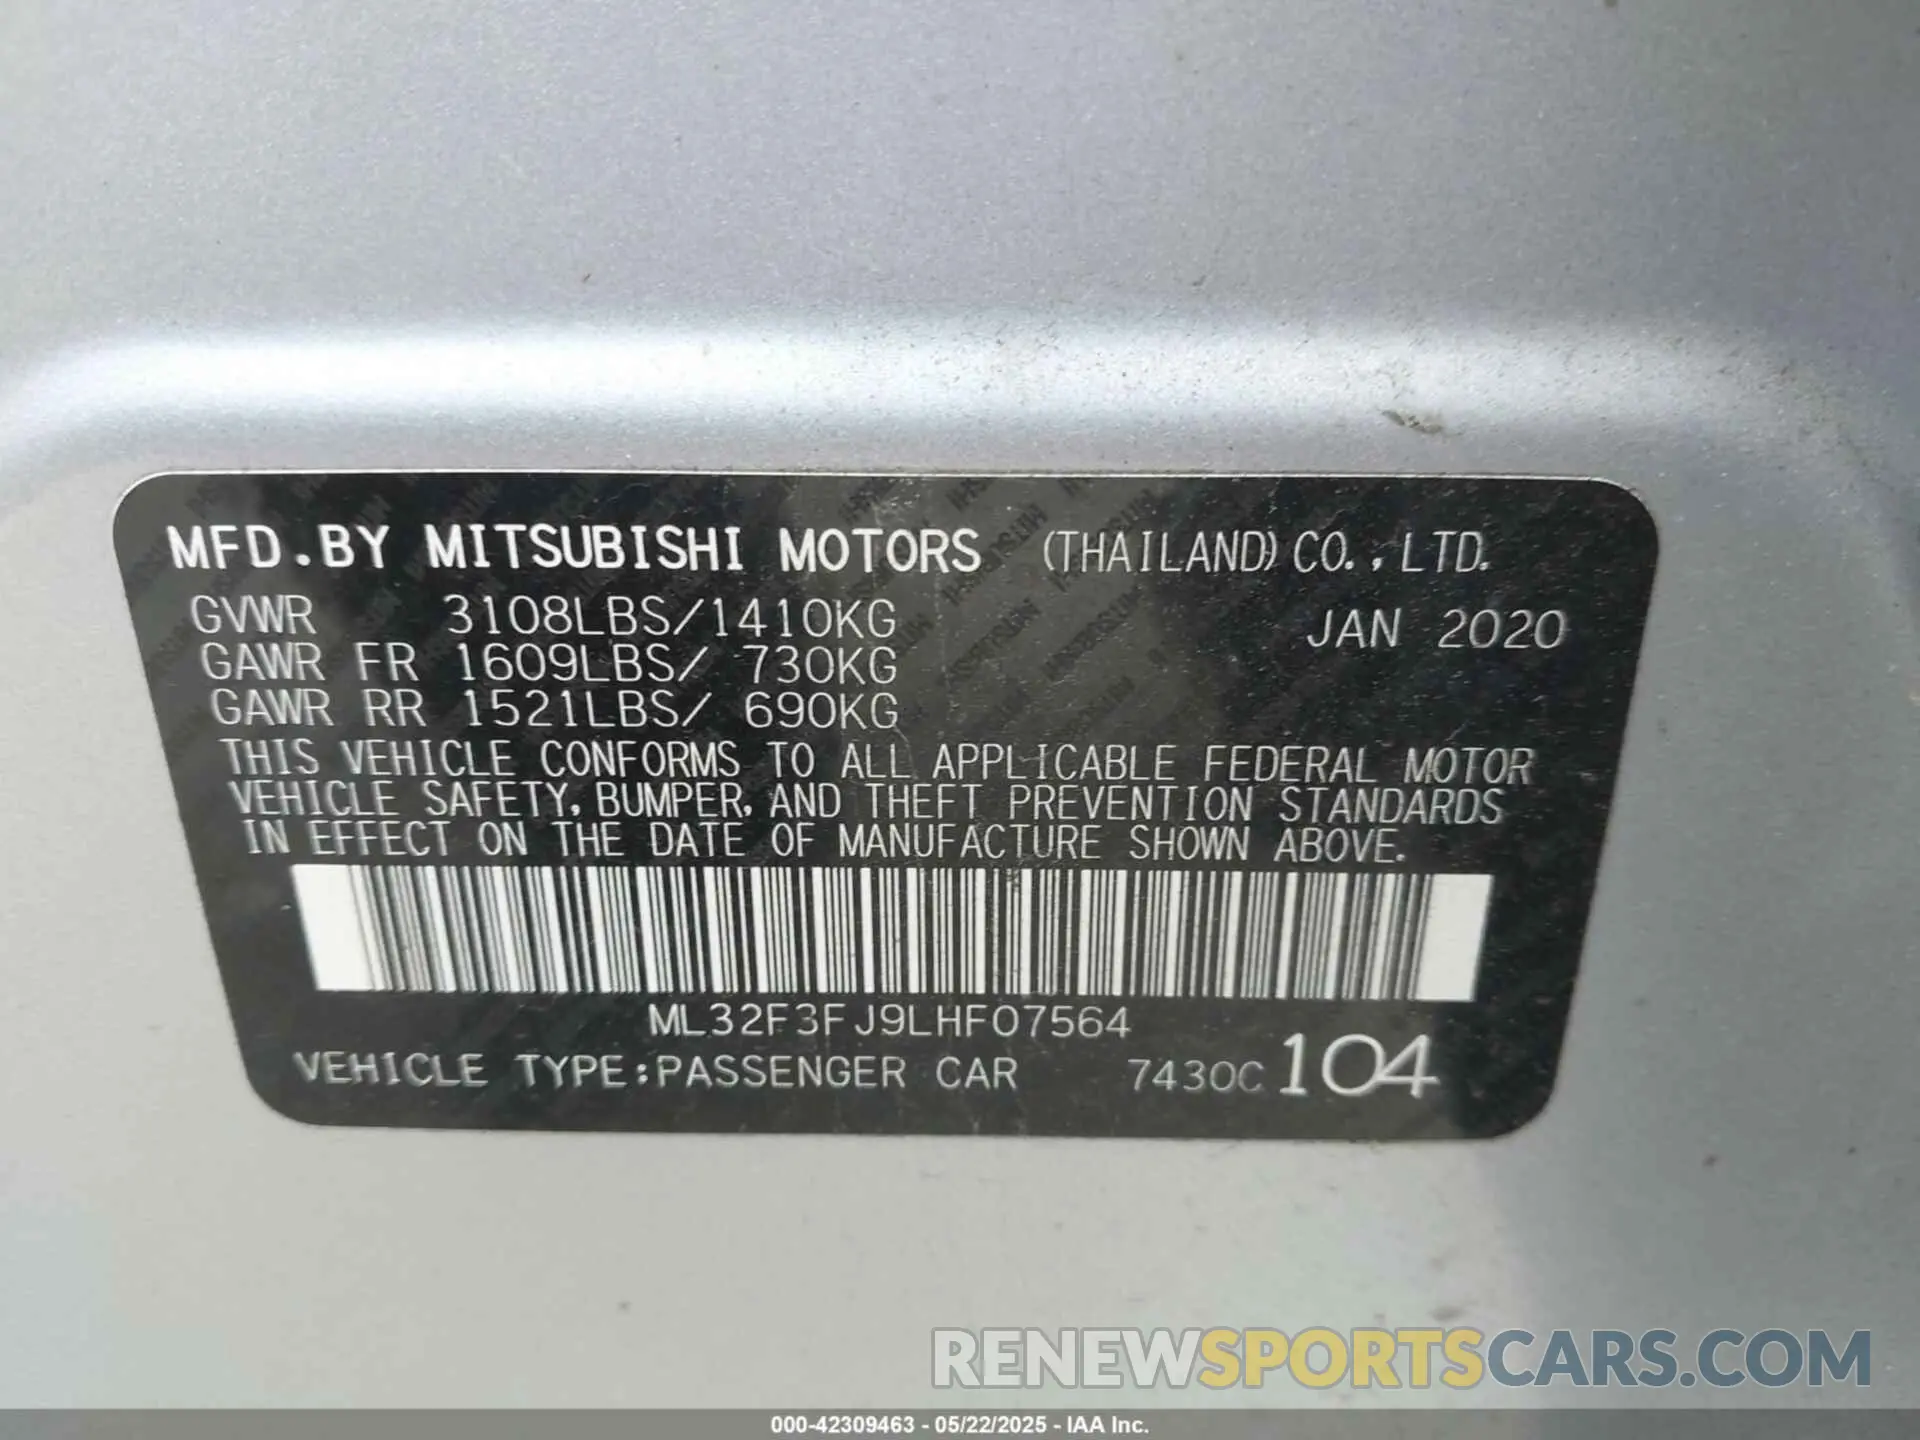 MFD.BY MITSUBISHI MOTORS (THAILAND) CO.,LTD.
GVWR 3108LBS/1410KG JAN 2020
GAWR FR 1609LBS/ 730KG
GAWR RR 1521LBS/ 690KG
THIS VEHICLE CONFORMS TO ALL APPLICABLE FEDERAL MOTOR
VEHICLE SAFETY, BUMPER, AND THEFT PREVENTION STANDARDS
IN EFFECT ON THE DATE OF MANUFACTURE SHOWN ABOVE.
ML32F3FJ9LHF07564
VEHICLE TYPE:PASSENGER CAR 7430C 104
RENEWSPORTSCARS.COM
000-42309463 - 05/22/2025 - IAA Inc.